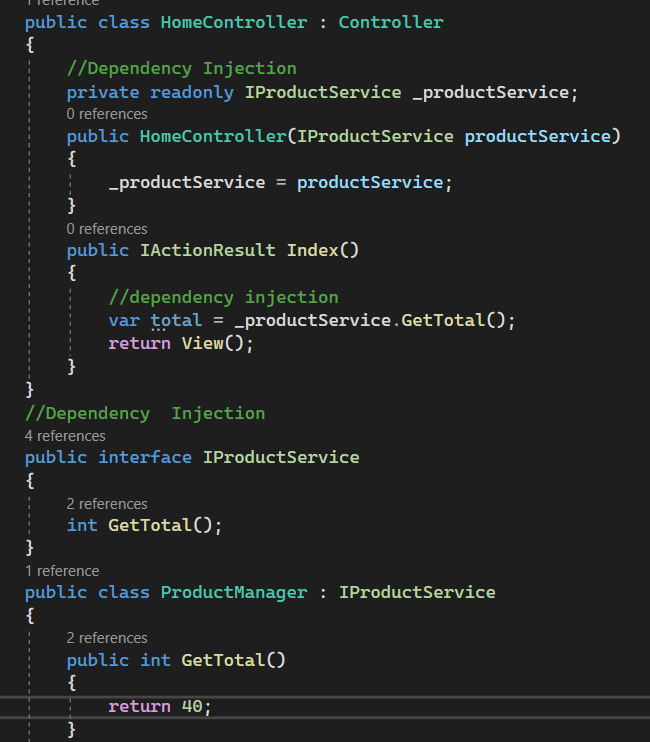 1 reference
public class HomeController : Controller
{
//Dependency Injection
private readonly IProductService _productService;
0 references
public HomeController(IProductService productService)
{
_productService = productService;
}
0 references
public IActionResult Index()
{
//dependency injection
var total = _productService.GetTotal();
return View();
}
}
//Dependency  Injection
4 references
public interface IProductService
{
2 references
int GetTotal();
}
1 reference
public class ProductManager : IProductService
{
2 references
public int GetTotal()
{
return 40;
}